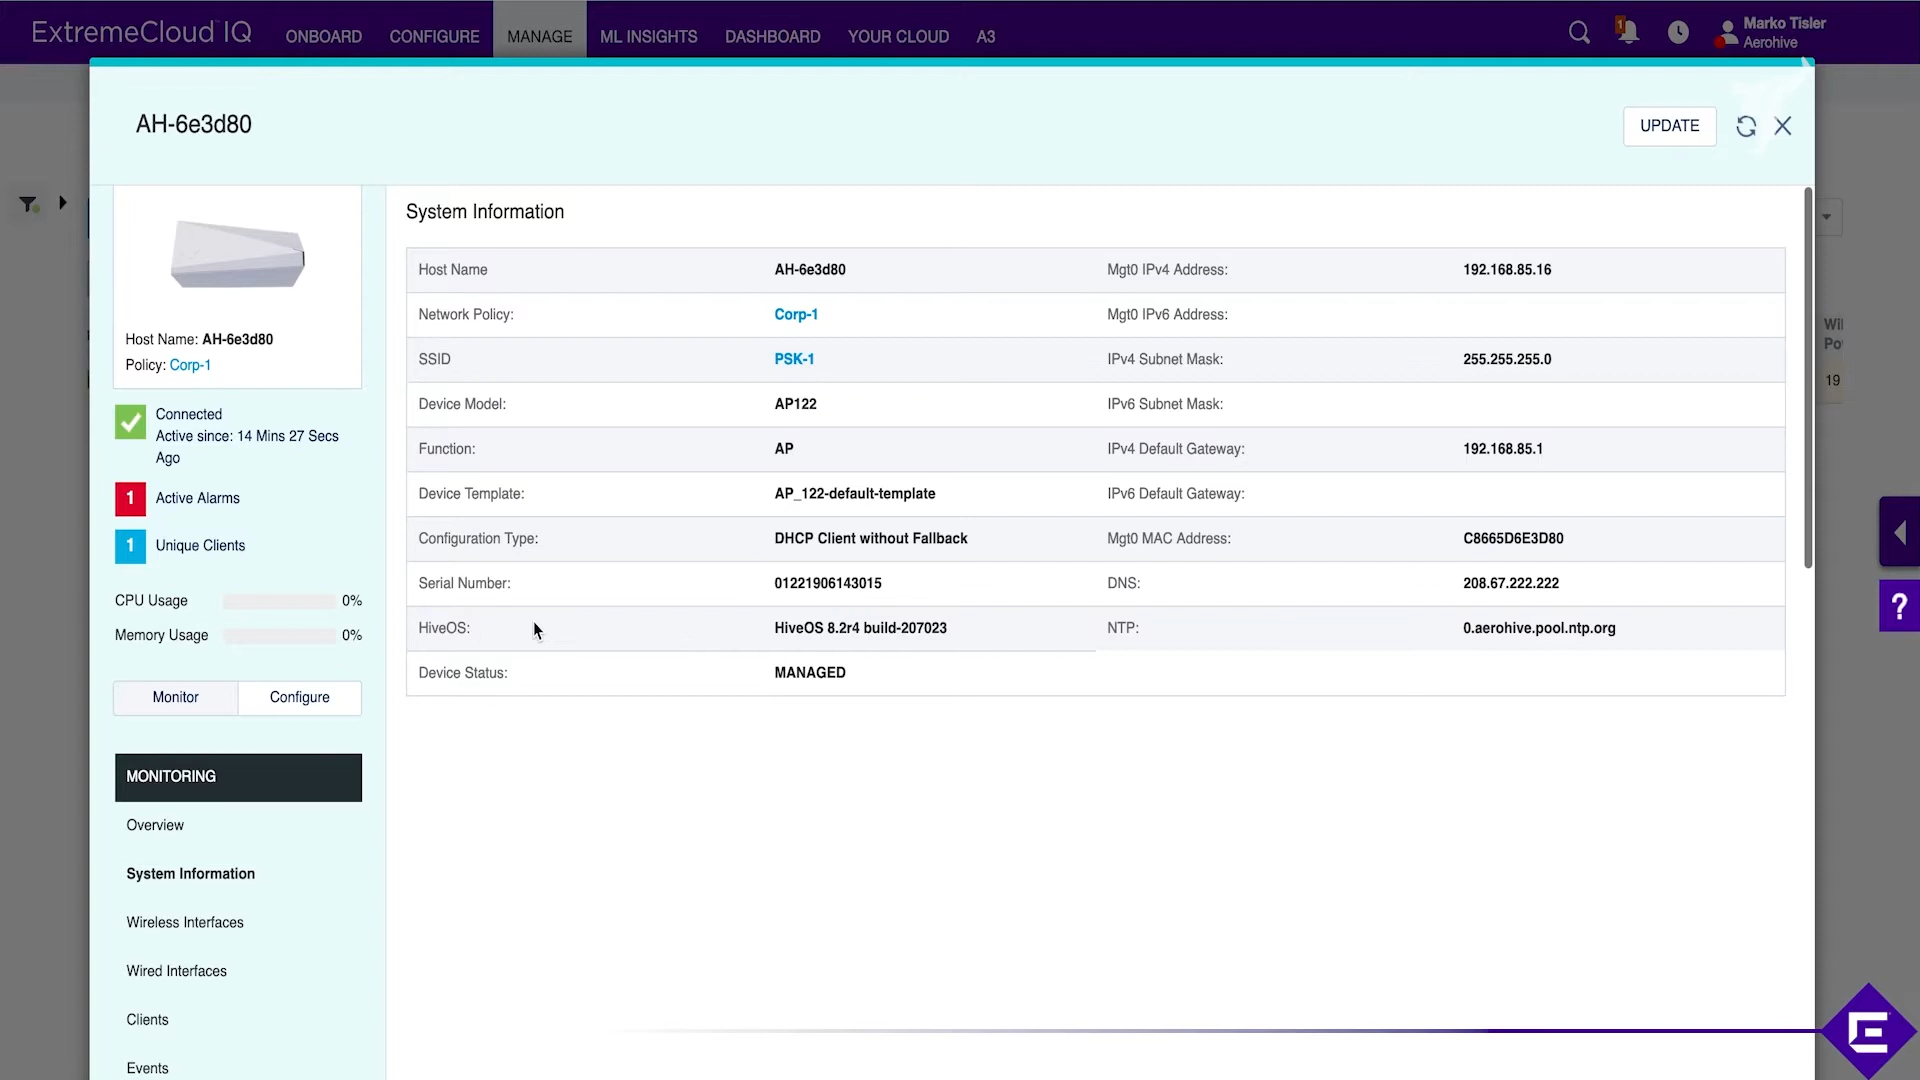 ExtremeCloud IQ
ONBOARD CONFIGURE MANAGE ML INSIGHTS DASHBOARD YOUR CLOUD A3
1
Marko Tisler
Aerohive
AH-6e3d80
UPDATE
Host Name: AH-6e3d80
Policy: Corp-1
Connected
Active since: 14 Mins 27 Secs
Ago
1 Active Alarms
1 Unique Clients
CPU Usage 0%
Memory Usage 0%
Monitor Configure
MONITORING
Overview
System Information
Wireless Interfaces
Wired Interfaces
Clients
Events
System Information
Host Name AH-6e3d80 Mgt0 IPv4 Address: 192.168.85.16
Network Policy: Corp-1 Mgt0 IPv6 Address:
SSID PSK-1 IPv4 Subnet Mask: 255.255.255.0
Device Model: AP122 IPv6 Subnet Mask:
Function: AP IPv4 Default Gateway: 192.168.85.1
Device Template: AP_122-default-template IPv6 Default Gateway:
Configuration Type: DHCP Client without Fallback Mgt0 MAC Address: C8665D6E3D80
Serial Number: 01221906143015 DNS: 208.67.222.222
HiveOS: HiveOS 8.2r4 build-207023 NTP: 0.aerohive.pool.ntp.org
Device Status: MANAGED
19
?